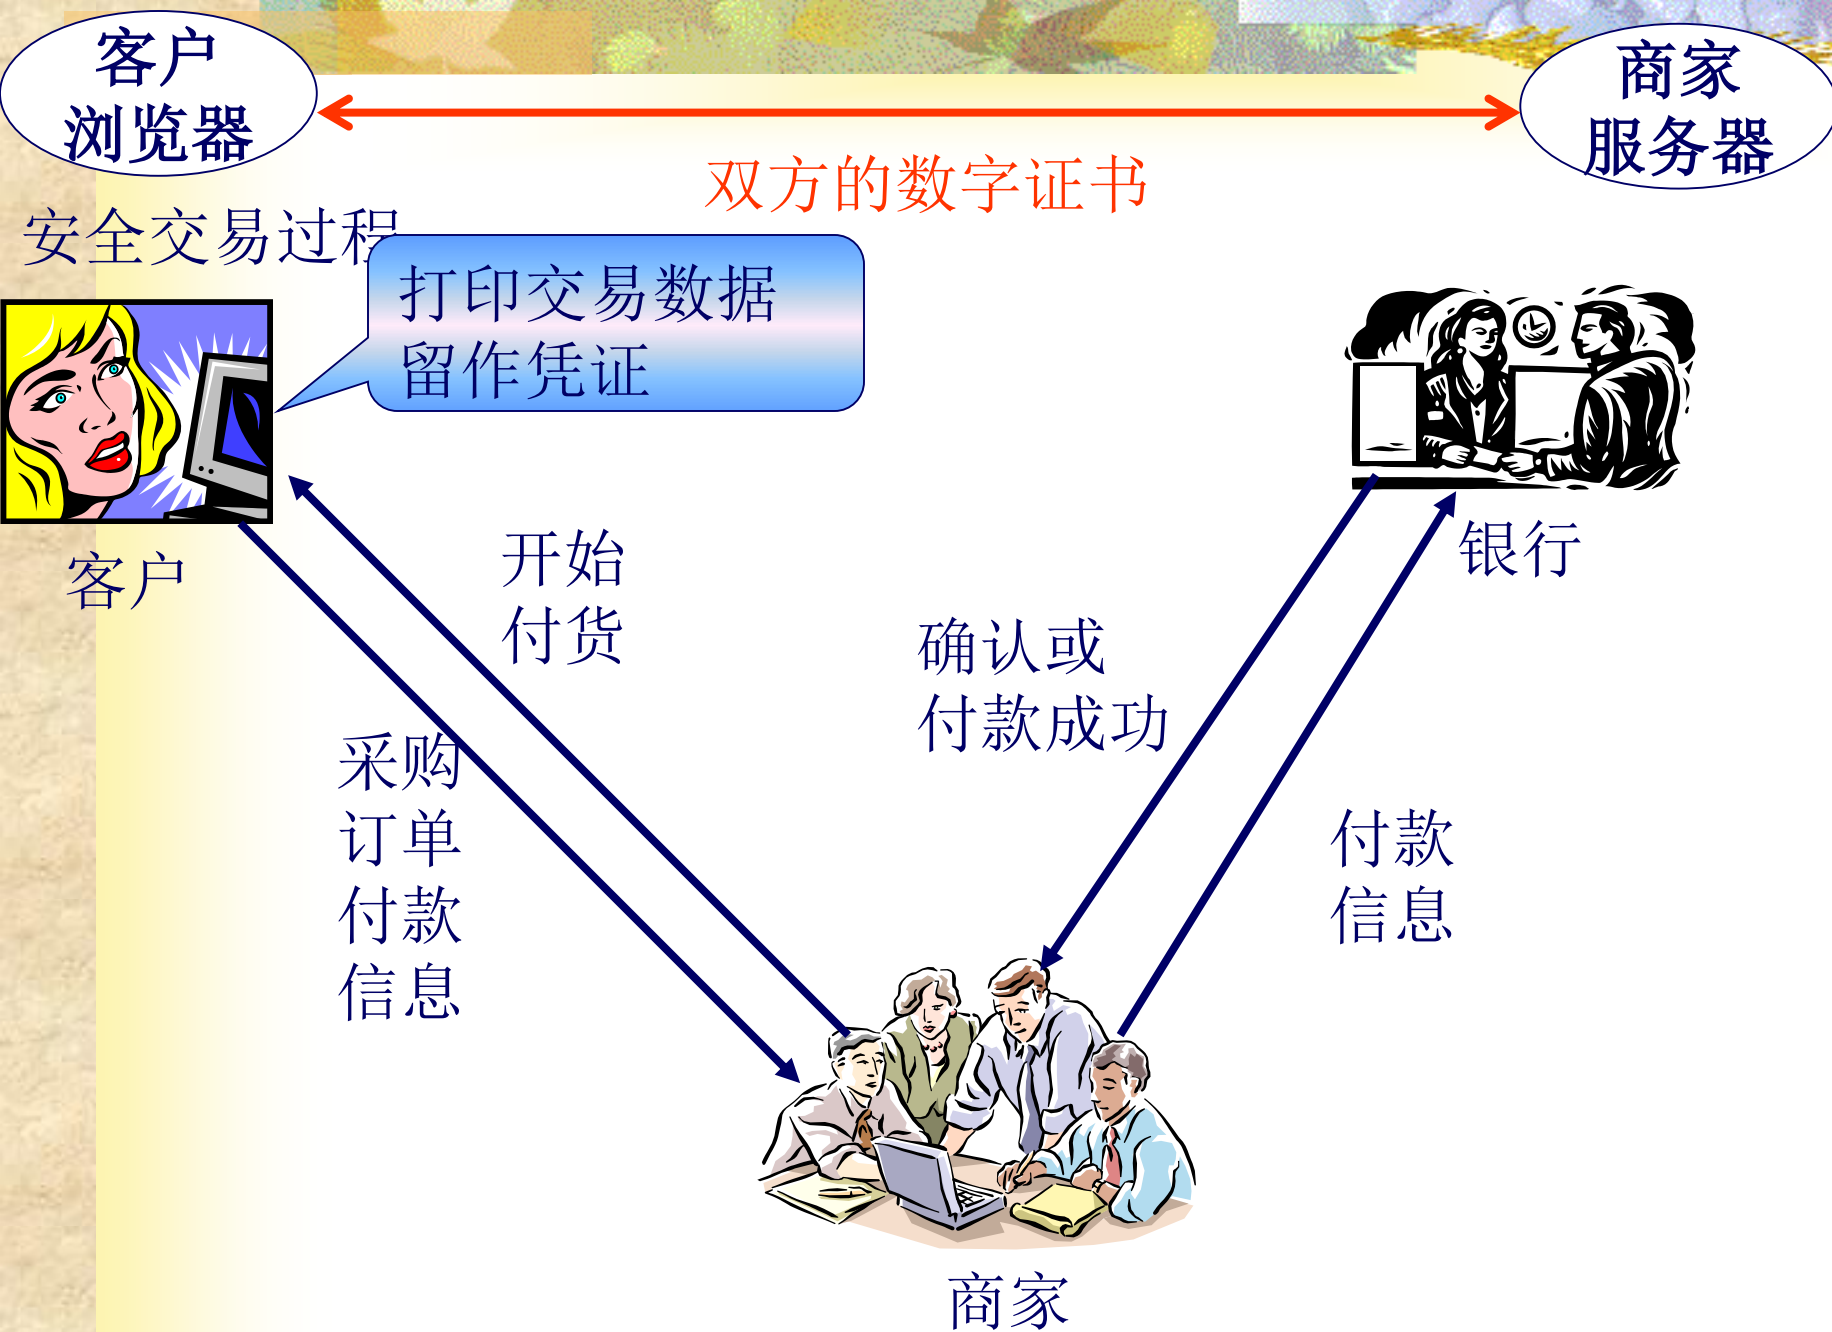 客户
浏览器
商家
服务器
双方的数字证书
安全交易过程
打印交易数据
留作凭证
客户
银行
开始
付货
确认或
付款成功
采购
订单
付款
信息
付款
信息
商家